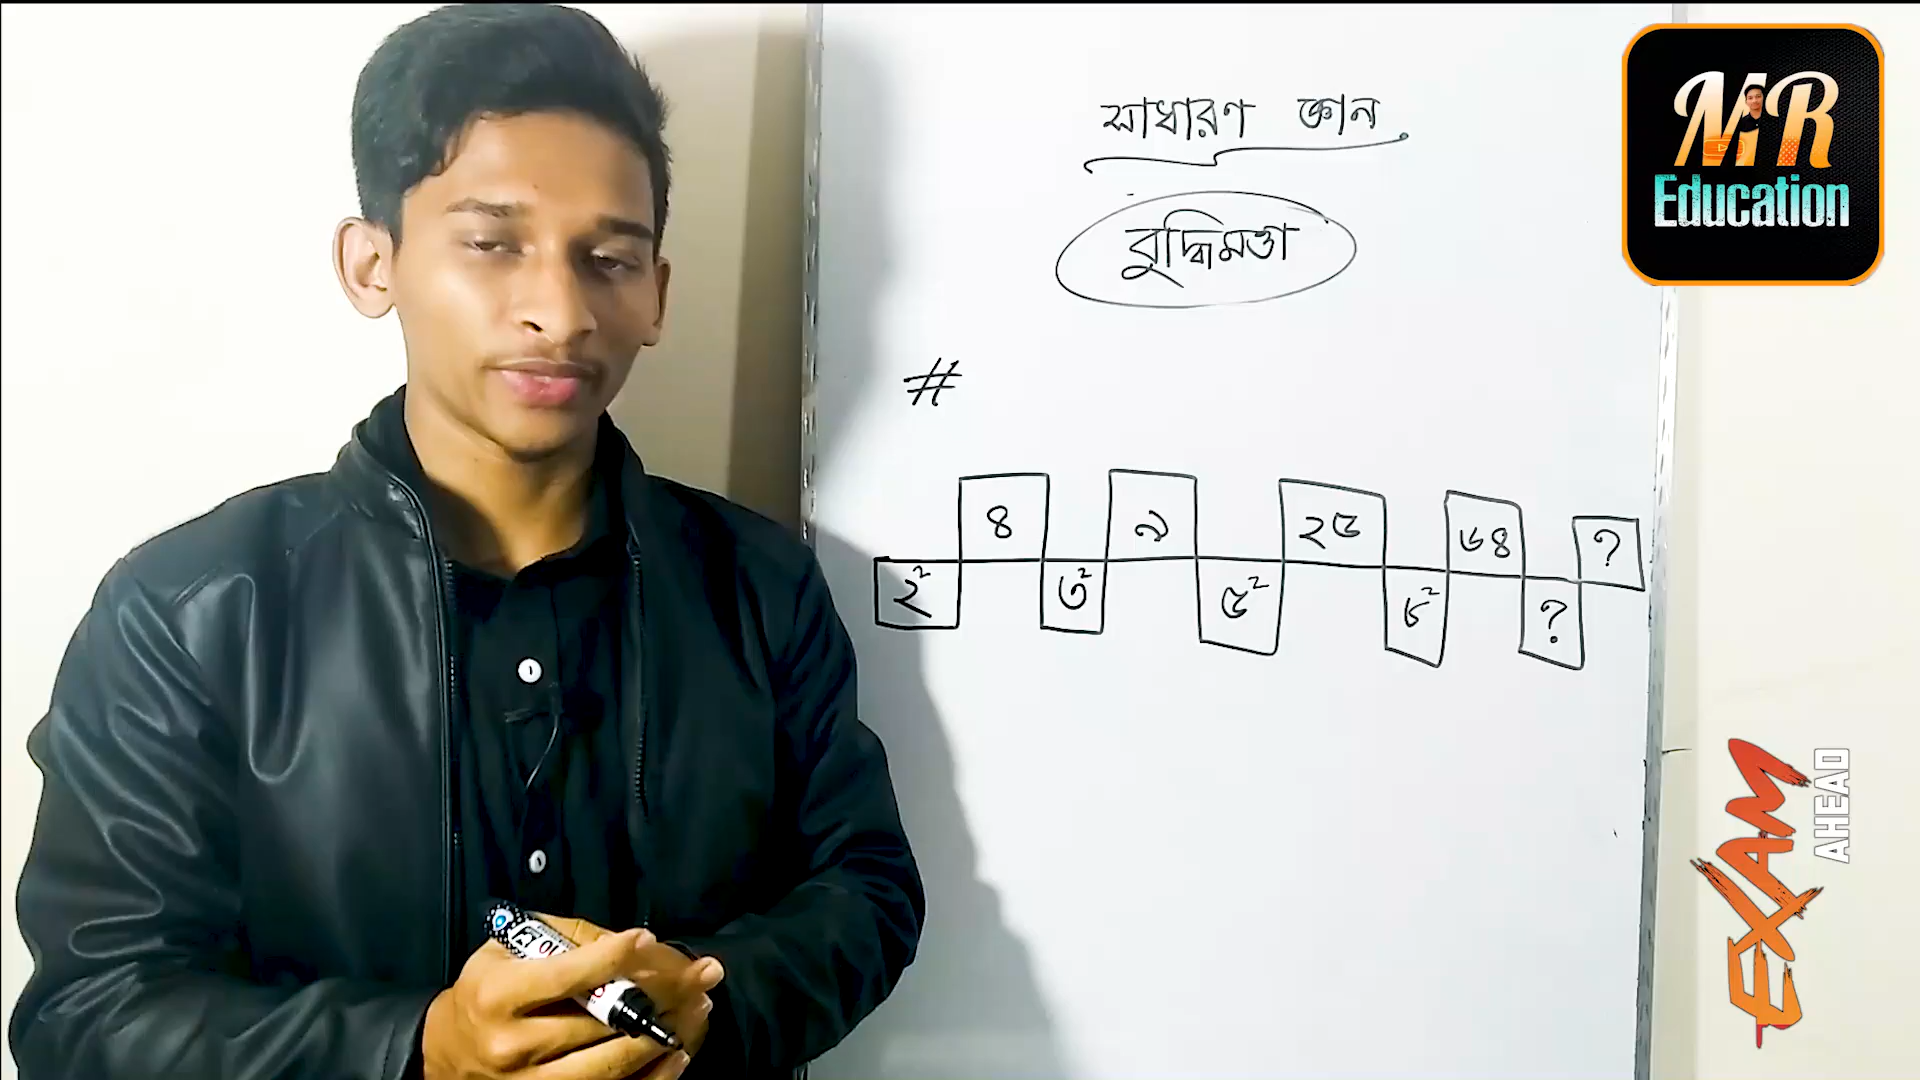 সাধারণ জ্ঞান
বুদ্ধিমত্তা
#
৪ ৯ ২৫ ৬৪ ?
২² ৩² ৫² ৮² ?
MR
Education
EXAM
AHEAD